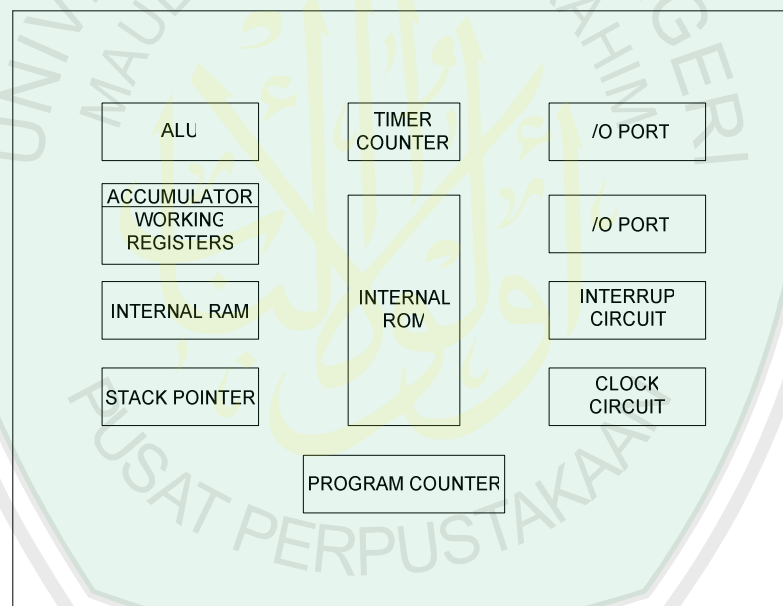 ALU
ACCUMULATOR
WORKING
REGISTERS
INTERNAL RAM
STACK POINTER
TIMER
COUNTER
INTERNAL
ROM
PROGRAM COUNTER
/O PORT
/O PORT
INTERRUP
CIRCUIT
CLOCK
CIRCUIT
PUSAT PERPUSTAKAAN